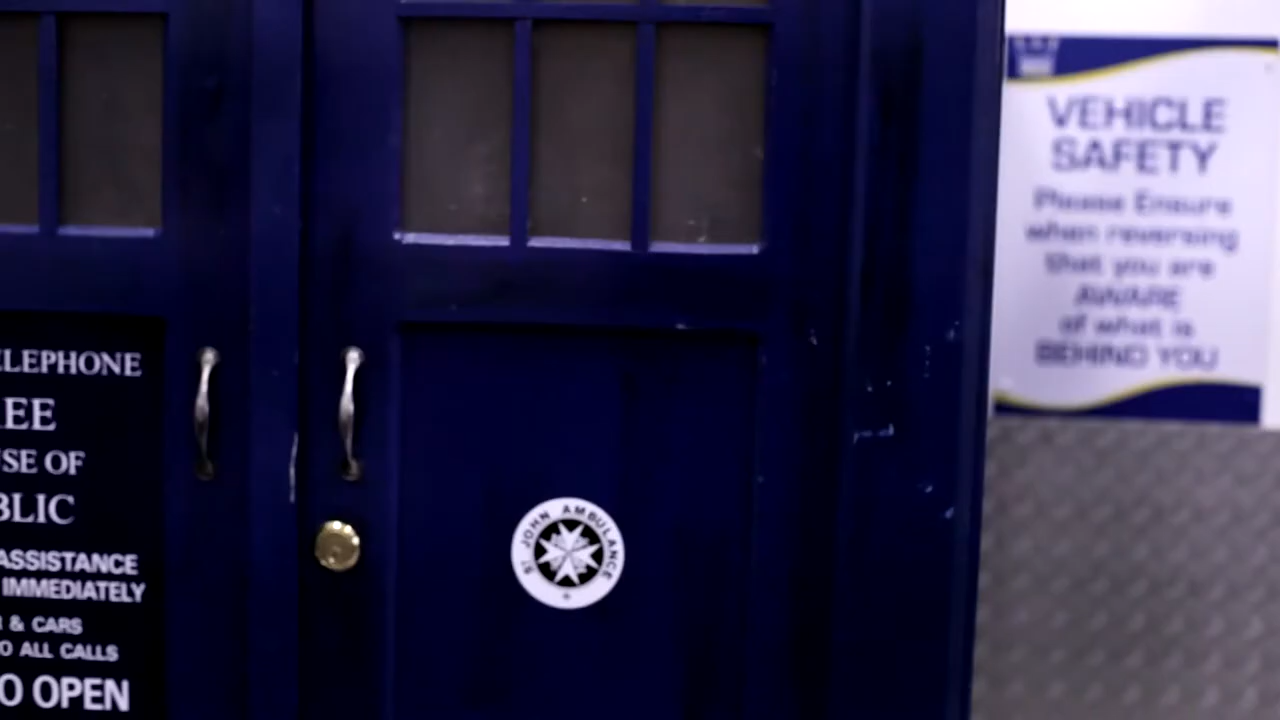 ELEPHONE
EE
SE OF
BLIC
ASSISTANCE
IMMEDIATELY
& CARS
O ALL CALLS
O OPEN
ST JOHN AMBULANCE
VEHICLE
SAFETY
Please Ensure
when reversing
that you are
AWARE
of what is
BEHIND YOU